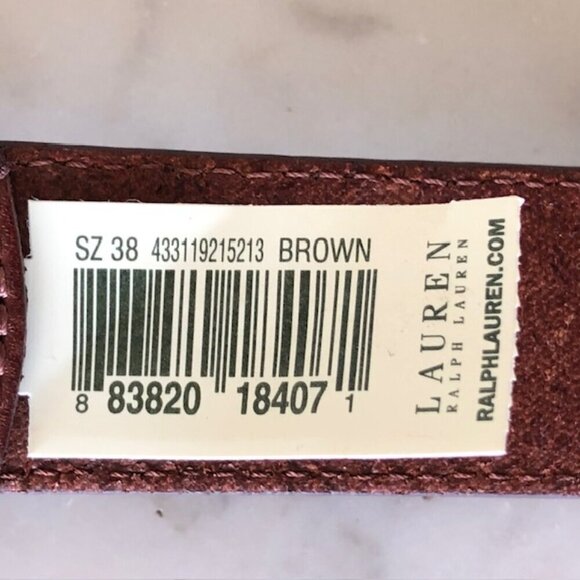 SZ 38 433119215213 BROWN
8 83820 18407 1
LAUREN
RALPH LAUREN
RALPHLAUREN.COM